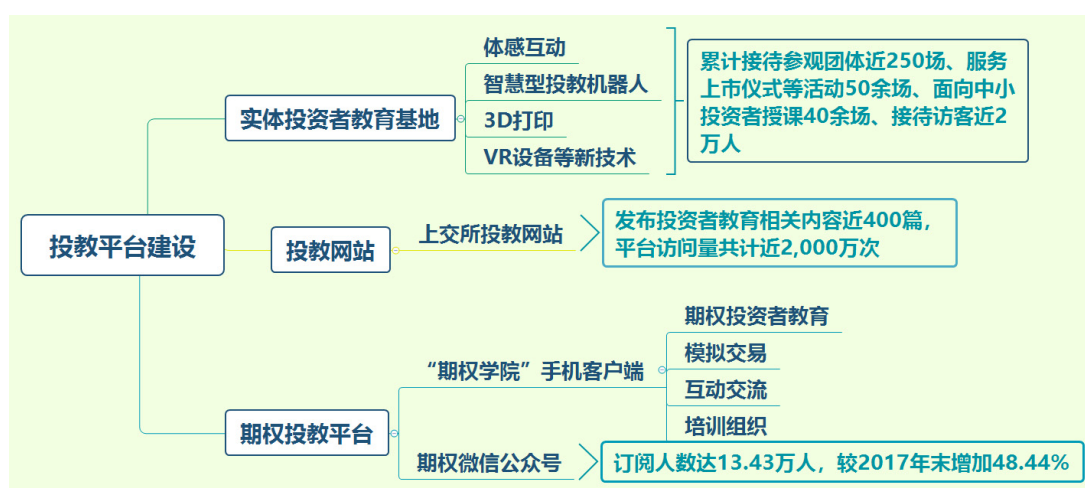 投教平台建设
实体投资者教育基地
体感互动
智慧型投教机器人
3D打印
VR设备等新技术
累计接待参观团体近250场、服务
上市仪式等活动50余场、面向中小
投资者授课40余场、接待访客近2
万人
投教网站
上交所投教网站
发布投资者教育相关内容近400篇，
平台访问量共计近2,000万次
期权投教平台
“期权学院”手机客户端
期权投资者教育
模拟交易
互动交流
培训组织
期权微信公众号
订阅人数达13.43万人，较2017年末增加48.44%